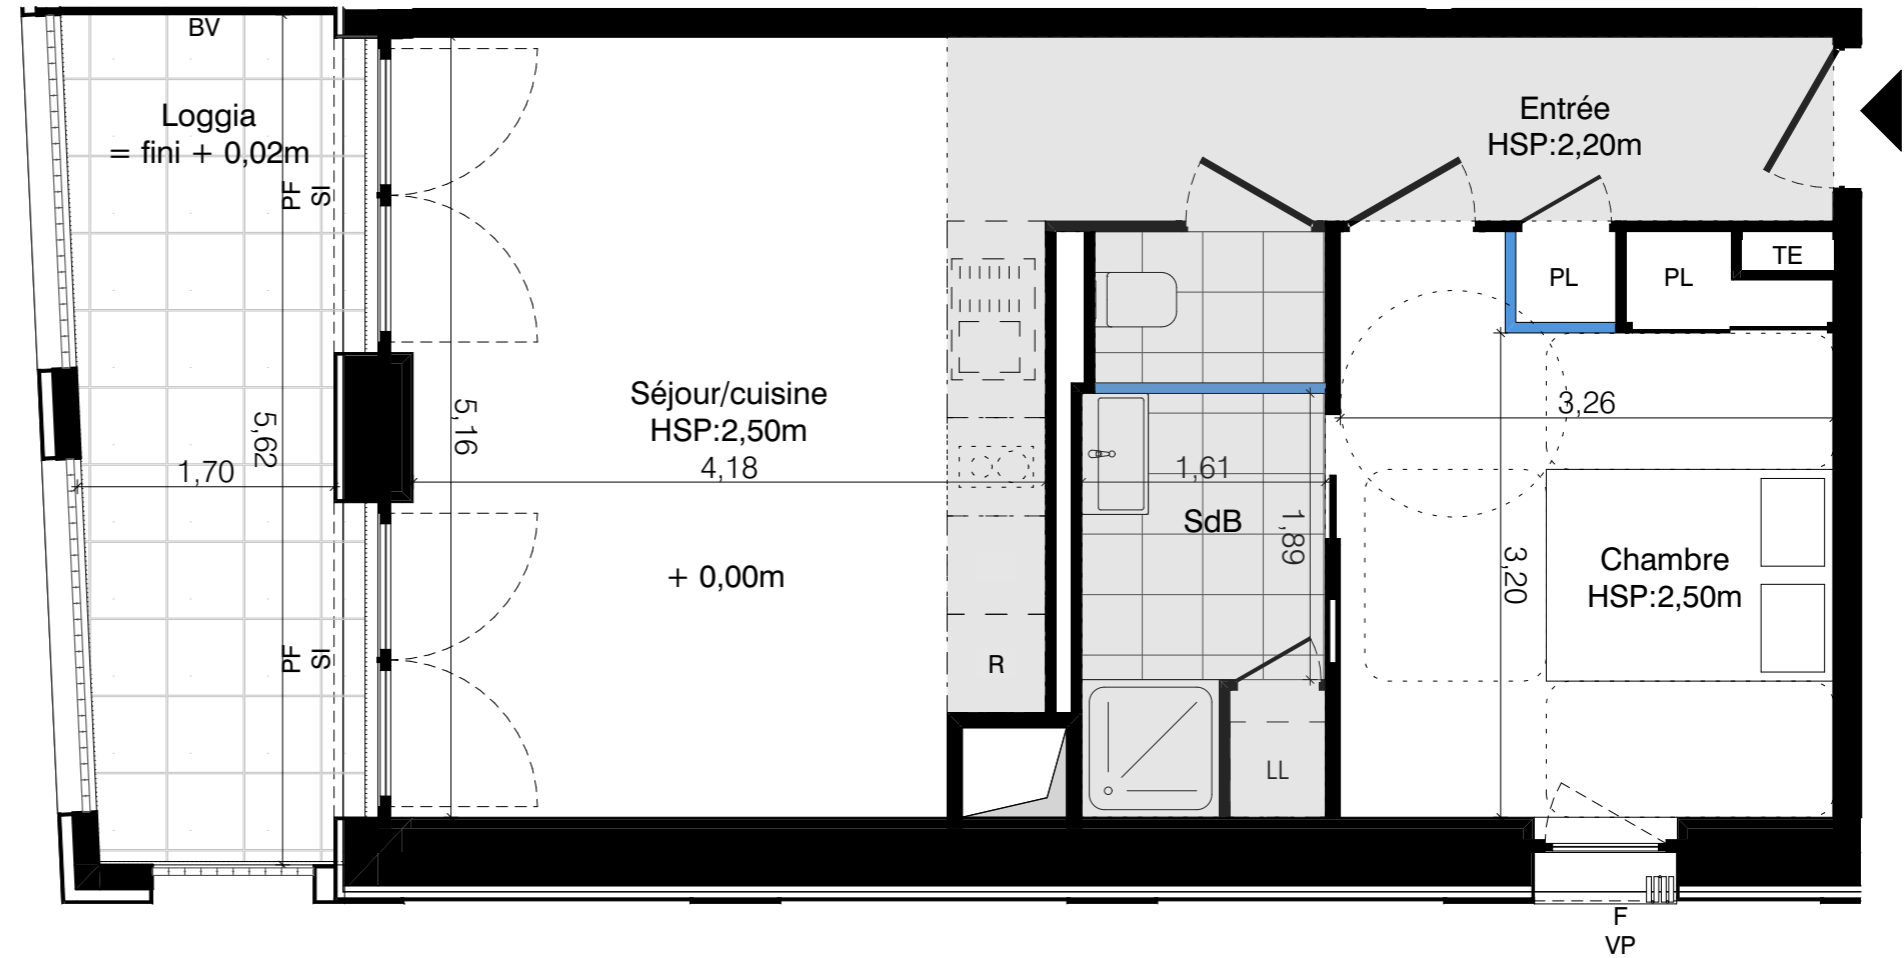 BV
Loggia
= fini + 0,02m
PF
SI
5,62
1,70
PF
SI
5,16
Séjour/cuisine
HSP:2,50m
4,18
+ 0,00m
R
Entrée
HSP:2,20m
PL
PL
TE
1,61
SdB
1,89
LL
3,26
3,20
Chambre
HSP:2,50m
F
VP